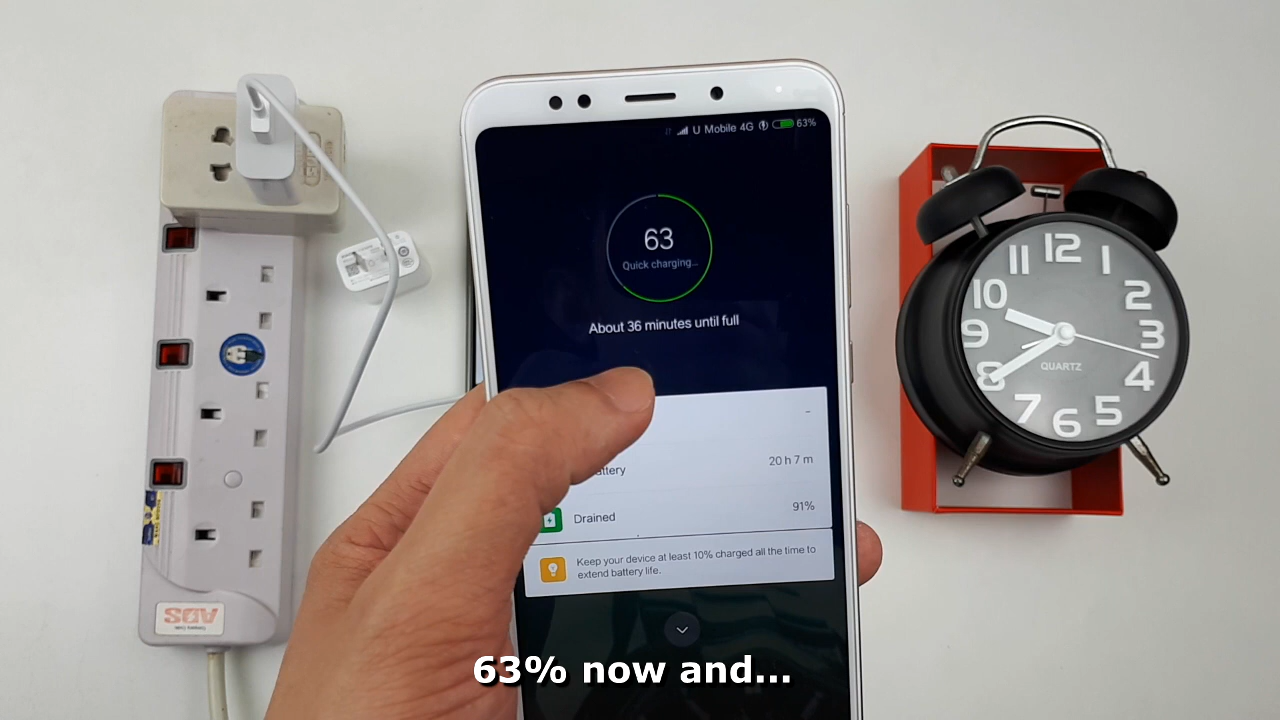 U Mobile 4G 63%
63
Quick charging...
About 36 minutes until full
-
attery 20 h 7 m
Drained 91%
Keep your device at least 10% charged all the time to
extend battery life.
12
11 1
10 2
9 3
8 4
7 5
6
QUARTZ
ADS
63% now and...